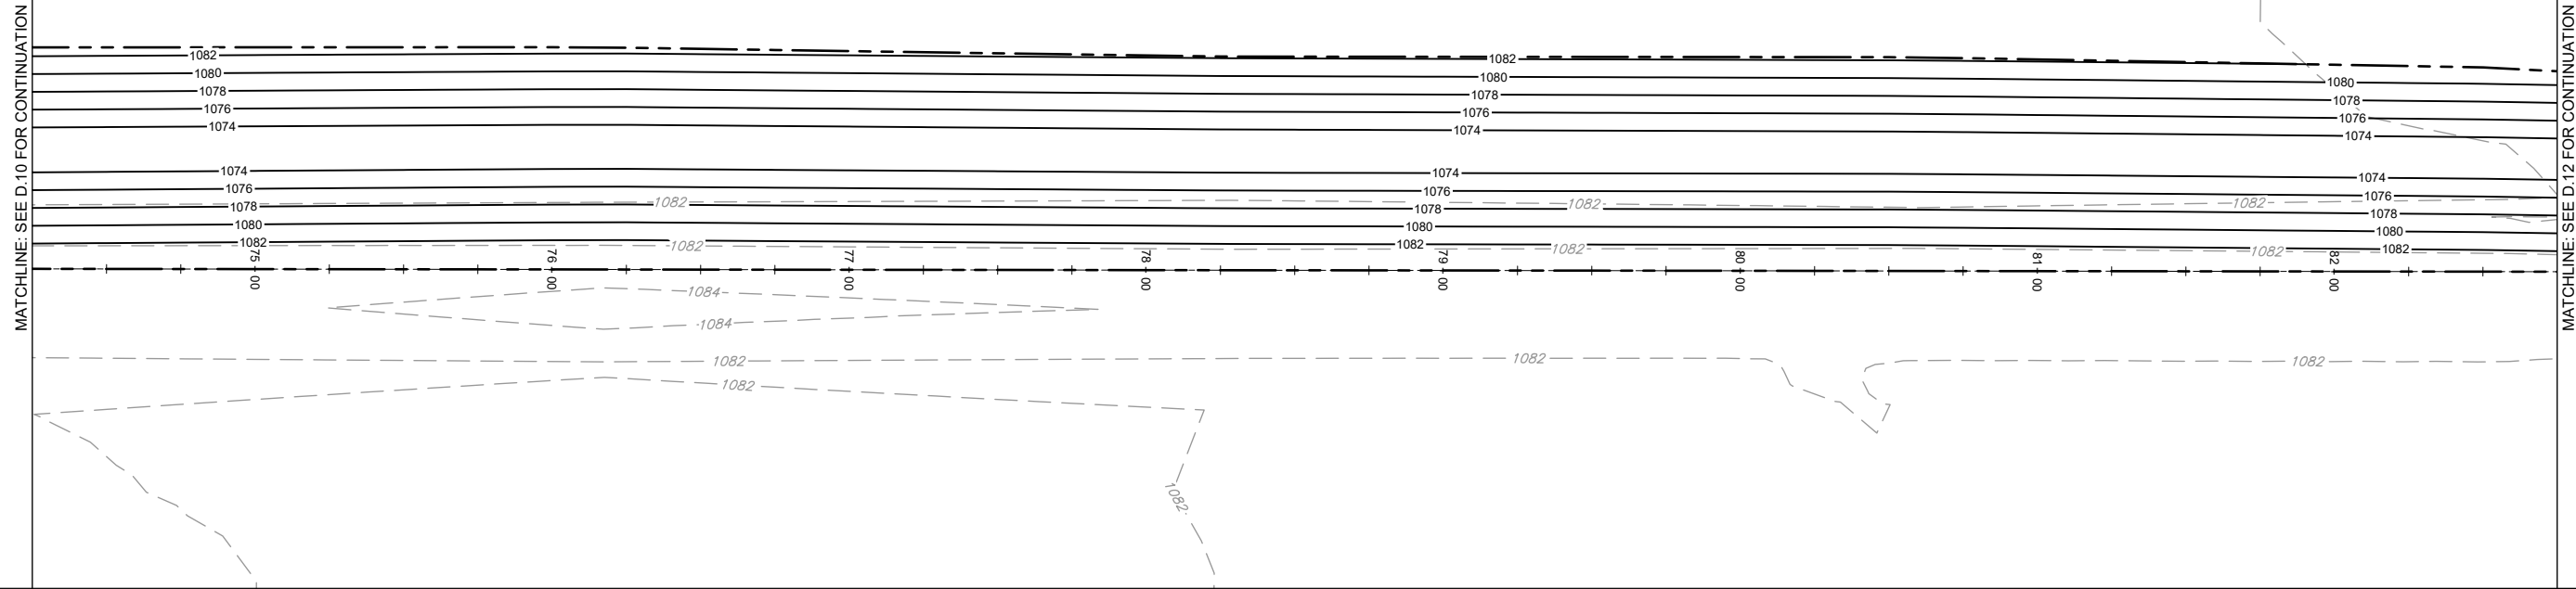 MATCHLINE: SEE D.10 FOR CONTINUATION
MATCHLINE: SEE D.12 FOR CONTINUATION
1082 1082
1080 1080 1080
1078 1078 1078
1076 1076 1076
1074 1074 1074
1074 1074 1074
1076 1076 1076
1082 1082 1082
1078 1078 1078
1080 1080 1080
1082 1082 1082 1082 1082 1082
75 00 76 00 77 00 78 00 79 00 80 00 81 00 82 00
1084
1084
1082 1082 1082
1082
1082